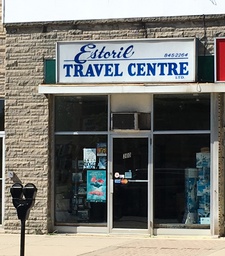 Estoril
845-2264
TRAVEL CENTRE
LTD.